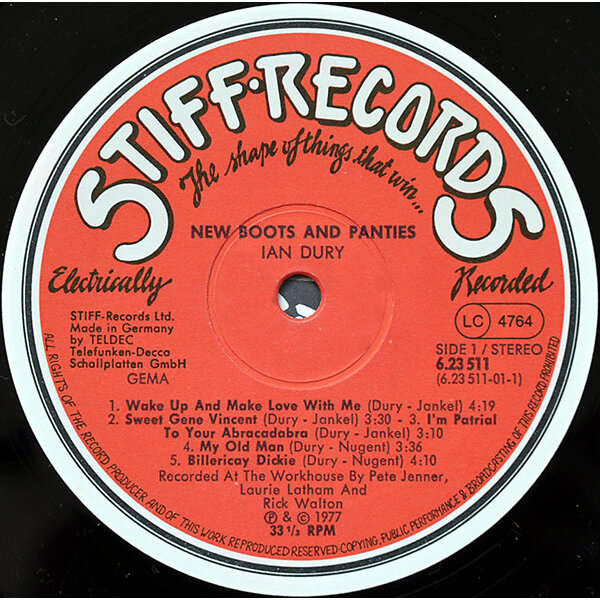 STIFF·RECORDS
The shape of things that win...
NEW BOOTS AND PANTIES
IAN DURY
Electrically
Recorded
STIFF-Records Ltd.
Made in Germany
by TELDEC
Telefunken-Decca
Schallplatten GmbH
GEMA
LC 4764
SIDE 1 / STEREO
6.23 511
(6.23 511-01-1)
1. Wake Up And Make Love With Me (Dury - Jankel) 4:19
2. Sweet Gene Vincent (Dury - Jankel) 3:30 - 3. I'm Patrial
To Your Abracadabra (Dury - Jankel) 3:10
4. My Old Man (Dury - Nugent) 3:36
5. Billericay Dickie (Dury - Nugent) 4:10
Recorded At The Workhouse By Pete Jenner,
Laurie Latham And
Rick Walton
℗ & © 1977
33 1/3 RPM
ALL RIGHTS OF THE RECORD PRODUCER AND OF THIS WORK REPRODUCED RESERVED·COPYING, PUBLIC PERFORMANCE & BROADCASTING OF THIS RECORD PROHIBITED